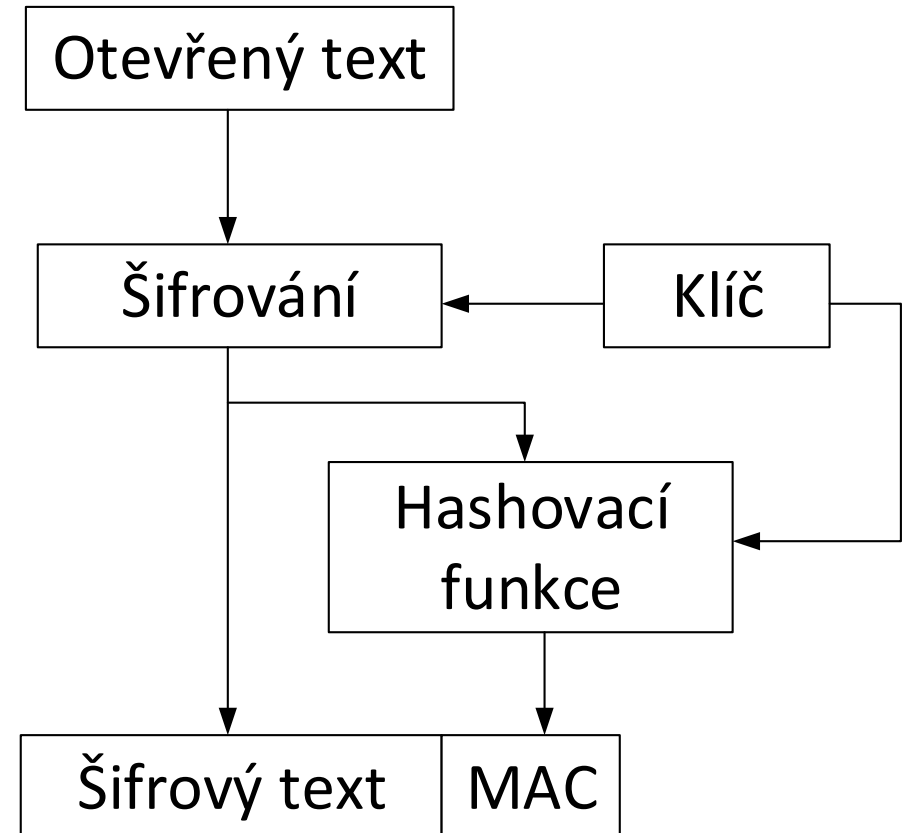 Otevřený text
Šifrování
Klíč
Hashovací
funkce
Šifrový text
MAC